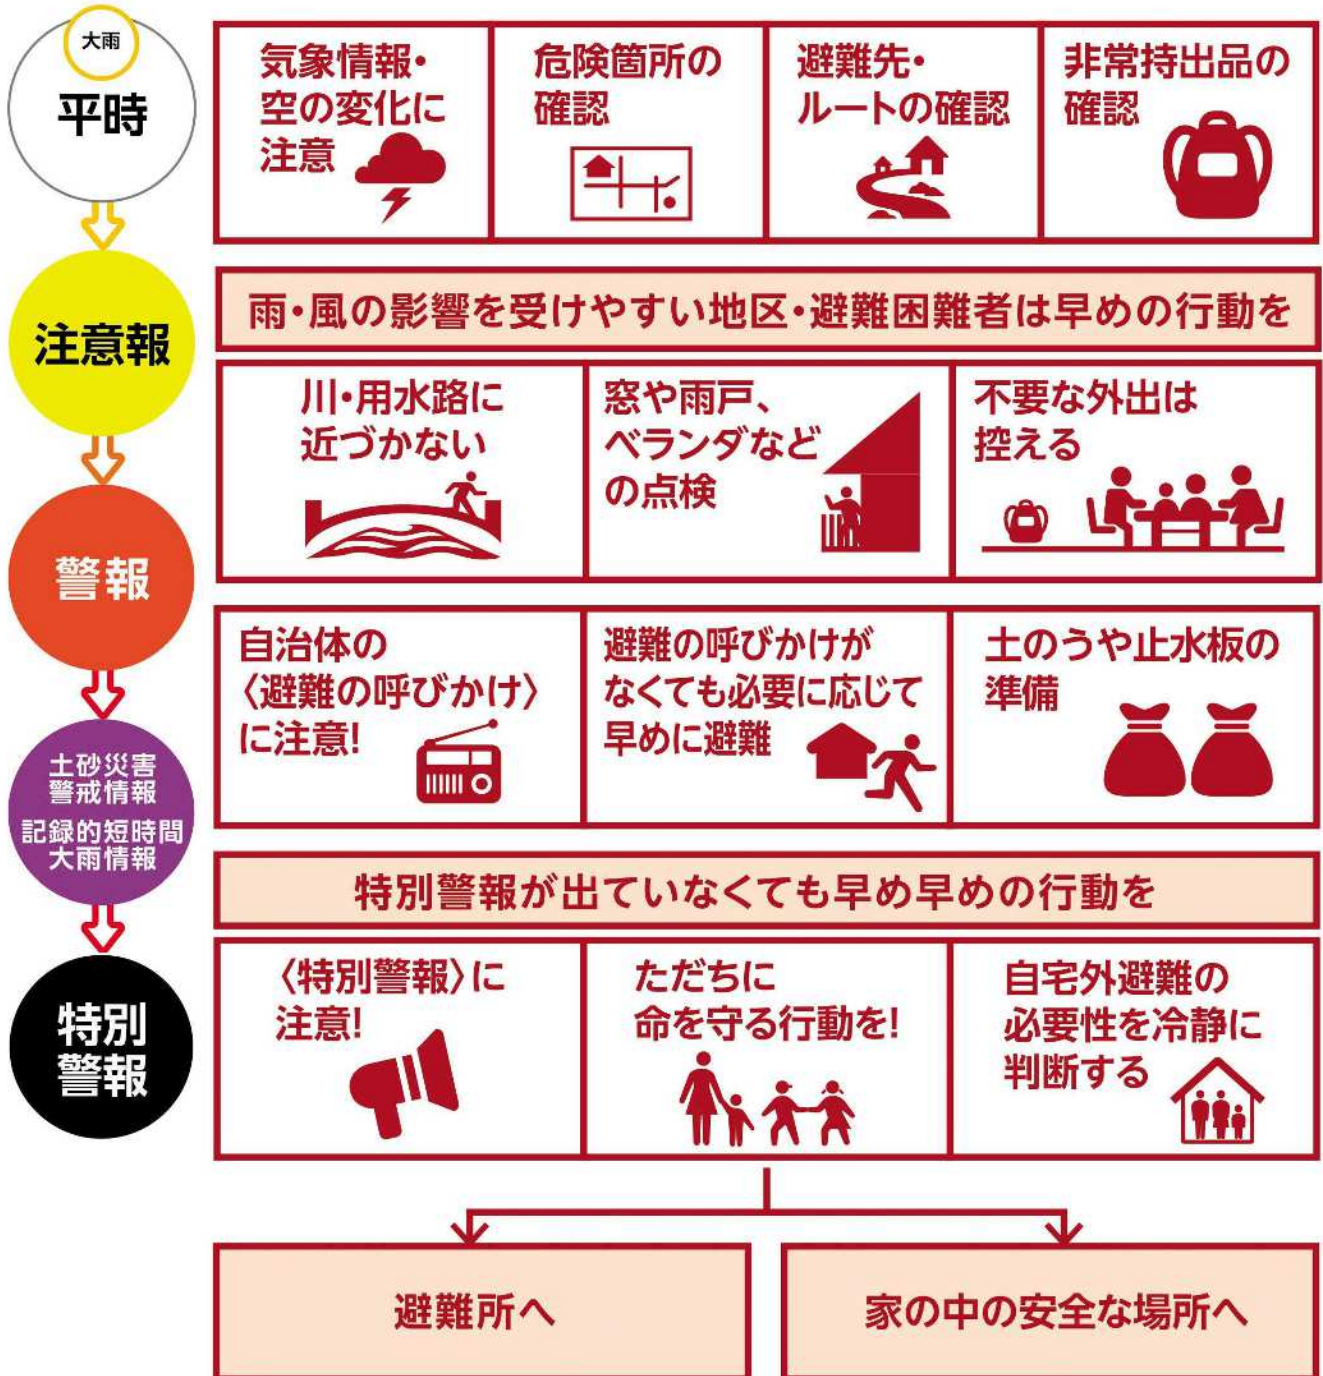 大雨
平時
気象情報・
空の変化に
注意
危険箇所の
確認
避難先・
ルートの確認
非常持出品の
確認
注意報
雨・風の影響を受けやすい地区・避難困難者は早めの行動を
川・用水路に
近づかない
窓や雨戸、
ベランダなど
の点検
不要な外出は
控える
警報
自治体の
〈避難の呼びかけ〉
に注意!
避難の呼びかけが
なくても必要に応じて
早めに避難
土のうや止水板の
準備
土砂災害
警戒情報
記録的短時間
大雨情報
特別警報が出ていなくても早め早めの行動を
特別
警報
〈特別警報〉に
注意!
ただちに
命を守る行動を!
自宅外避難の
必要性を冷静に
判断する
避難所へ
家の中の安全な場所へ